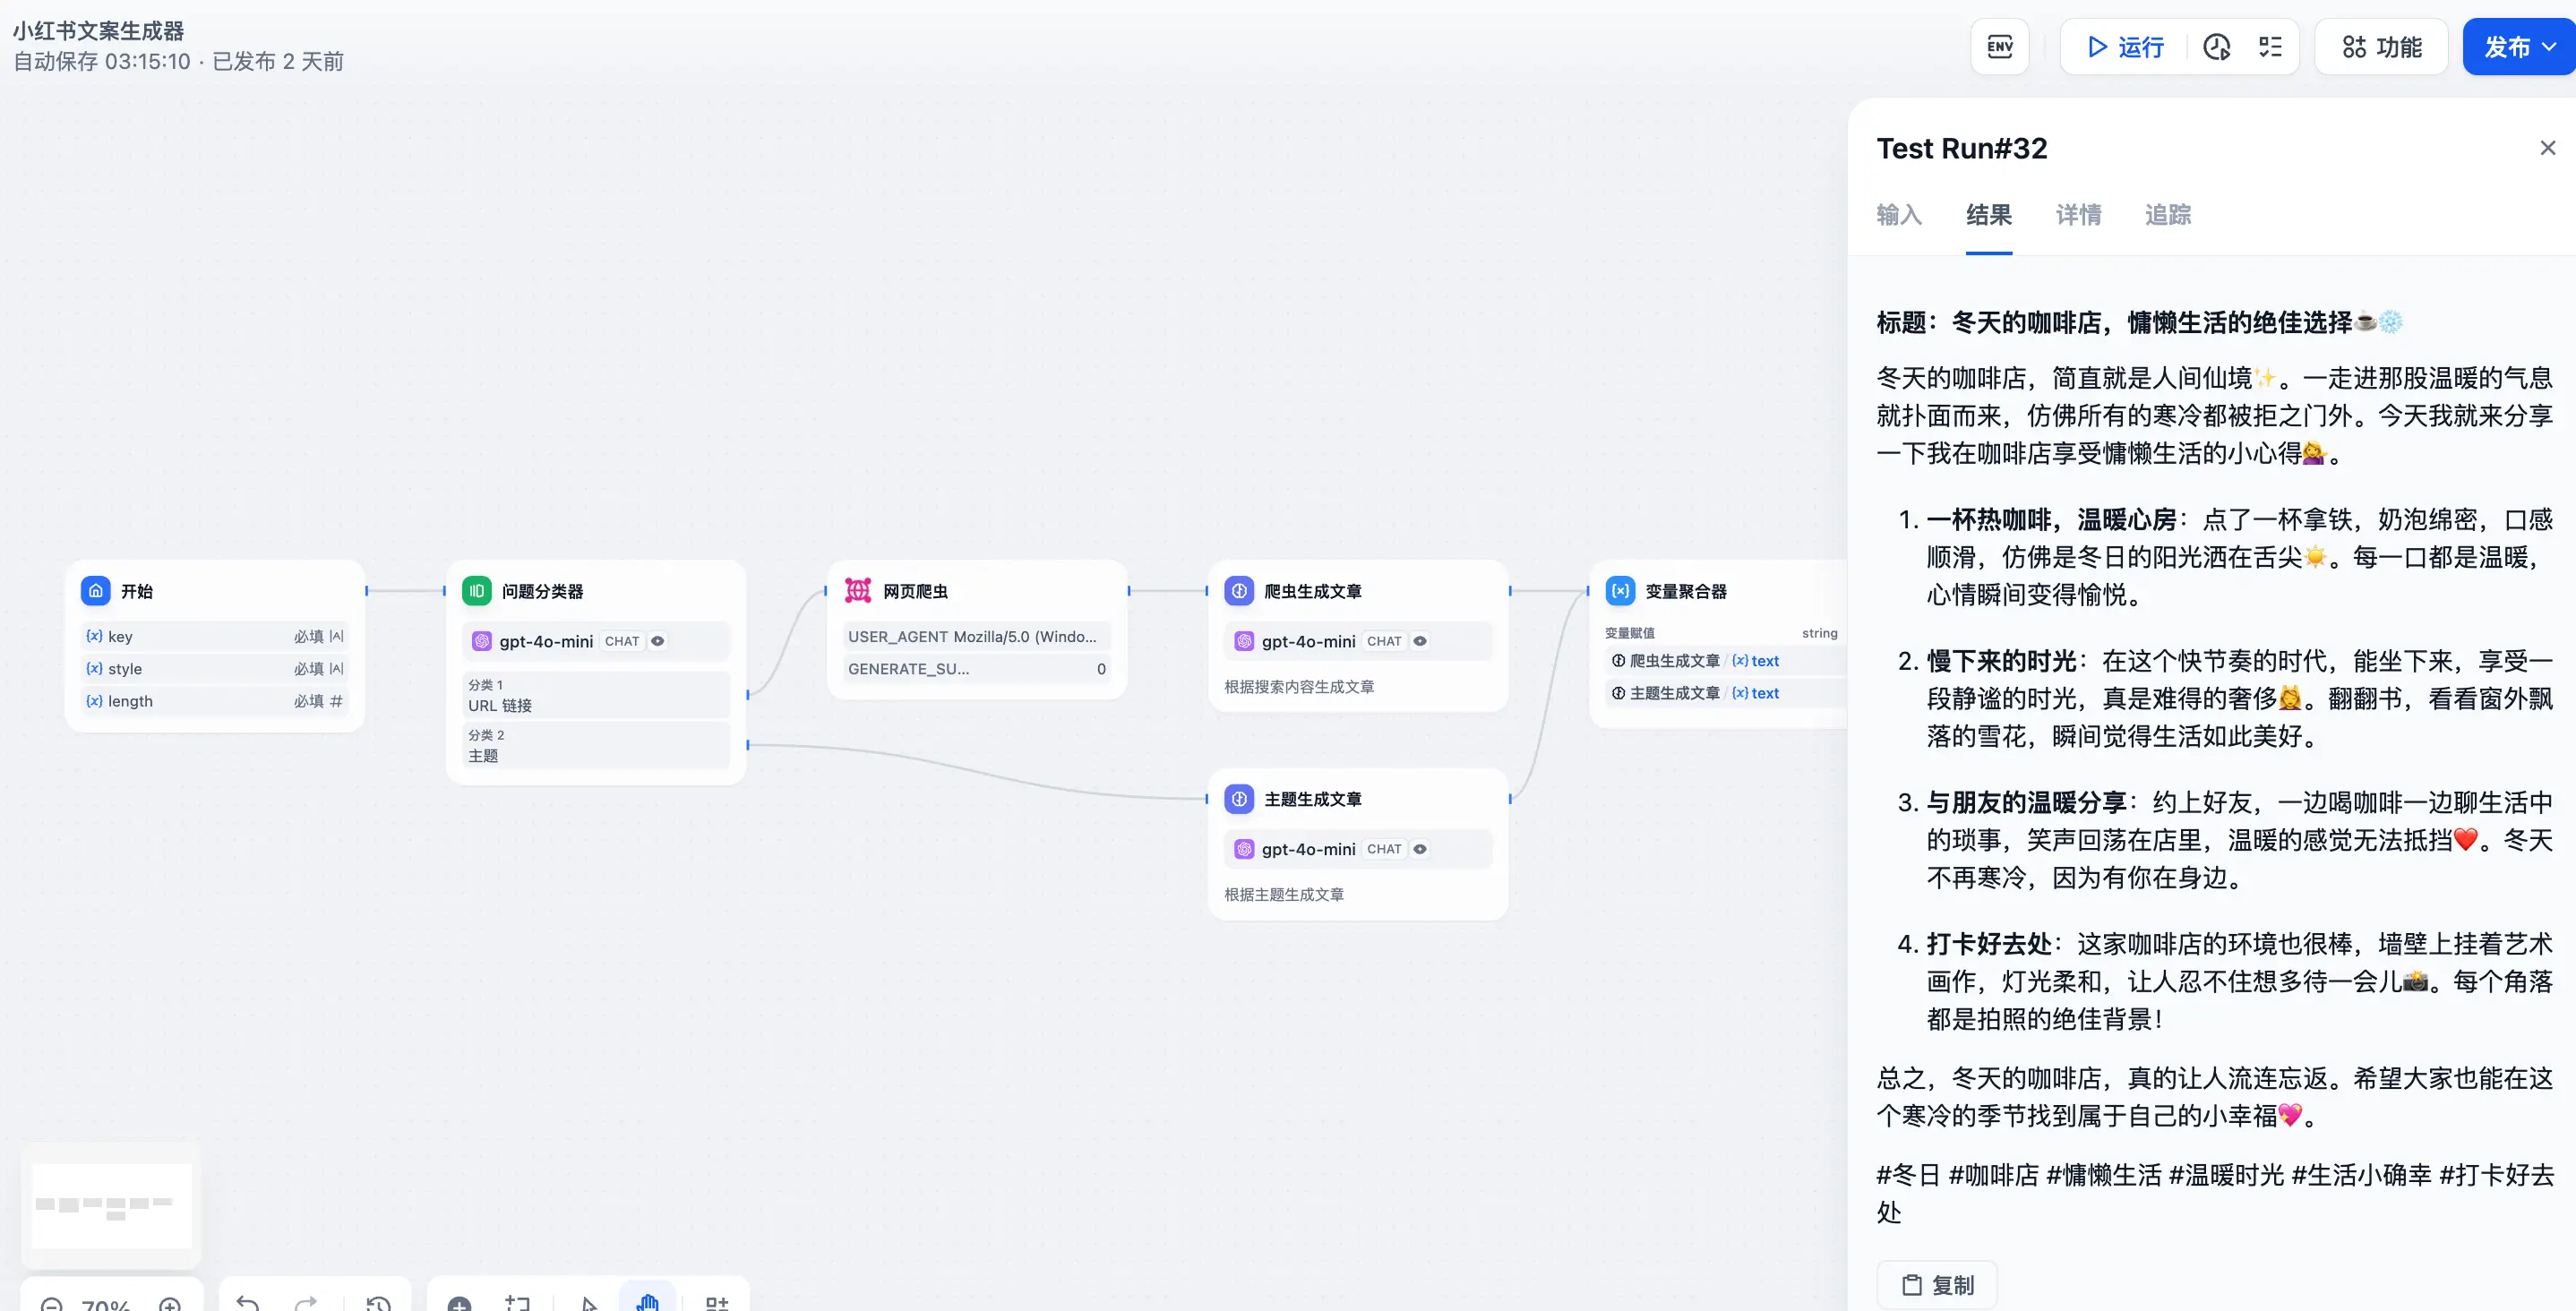 小红书文案生成器
自动保存 03:15:10 · 已发布 2 天前
ENV
运行
功能
发布
开始
{x} key 必填
{x} style 必填
{x} length 必填 #
问题分类器
gpt-4o-mini CHAT
分类 1
URL 链接
分类 2
主题
网页爬虫
USER_AGENT Mozilla/5.0 (Windo...
GENERATE_SU... 0
爬虫生成文章
gpt-4o-mini CHAT
根据搜索内容生成文章
主题生成文章
gpt-4o-mini CHAT
根据主题生成文章
变量聚合器
变量赋值 string
爬虫生成文章 / {x} text
主题生成文章 / {x} text
70%
Test Run#32
输入 结果 详情 追踪
标题：冬天的咖啡店，慵懒生活的绝佳选择☕❄️
冬天的咖啡店，简直就是人间仙境✨。一走进那股温暖的气息
就扑面而来，仿佛所有的寒冷都被拒之门外。今天我就来分享
一下我在咖啡店享受慵懒生活的小心得💁‍♀️。
1. 一杯热咖啡，温暖心房：点了一杯拿铁，奶泡绵密，口感
顺滑，仿佛是冬日的阳光洒在舌尖☀️。每一口都是温暖，
心情瞬间变得愉悦。
2. 慢下来的时光：在这个快节奏的时代，能坐下来，享受一
段静谧的时光，真是难得的奢侈💆‍♀️。翻翻书，看看窗外飘
落的雪花，瞬间觉得生活如此美好。
3. 与朋友的温暖分享：约上好友，一边喝咖啡一边聊生活中
的琐事，笑声回荡在店里，温暖的感觉无法抵挡❤️。冬天
不再寒冷，因为有你在身边。
4. 打卡好去处：这家咖啡店的环境也很棒，墙壁上挂着艺术
画作，灯光柔和，让人忍不住想多待一会儿📸。每个角落
都是拍照的绝佳背景！
总之，冬天的咖啡店，真的让人流连忘返。希望大家也能在这
个寒冷的季节找到属于自己的小幸福💖。
#冬日 #咖啡店 #慵懒生活 #温暖时光 #生活小确幸 #打卡好去
处
复制